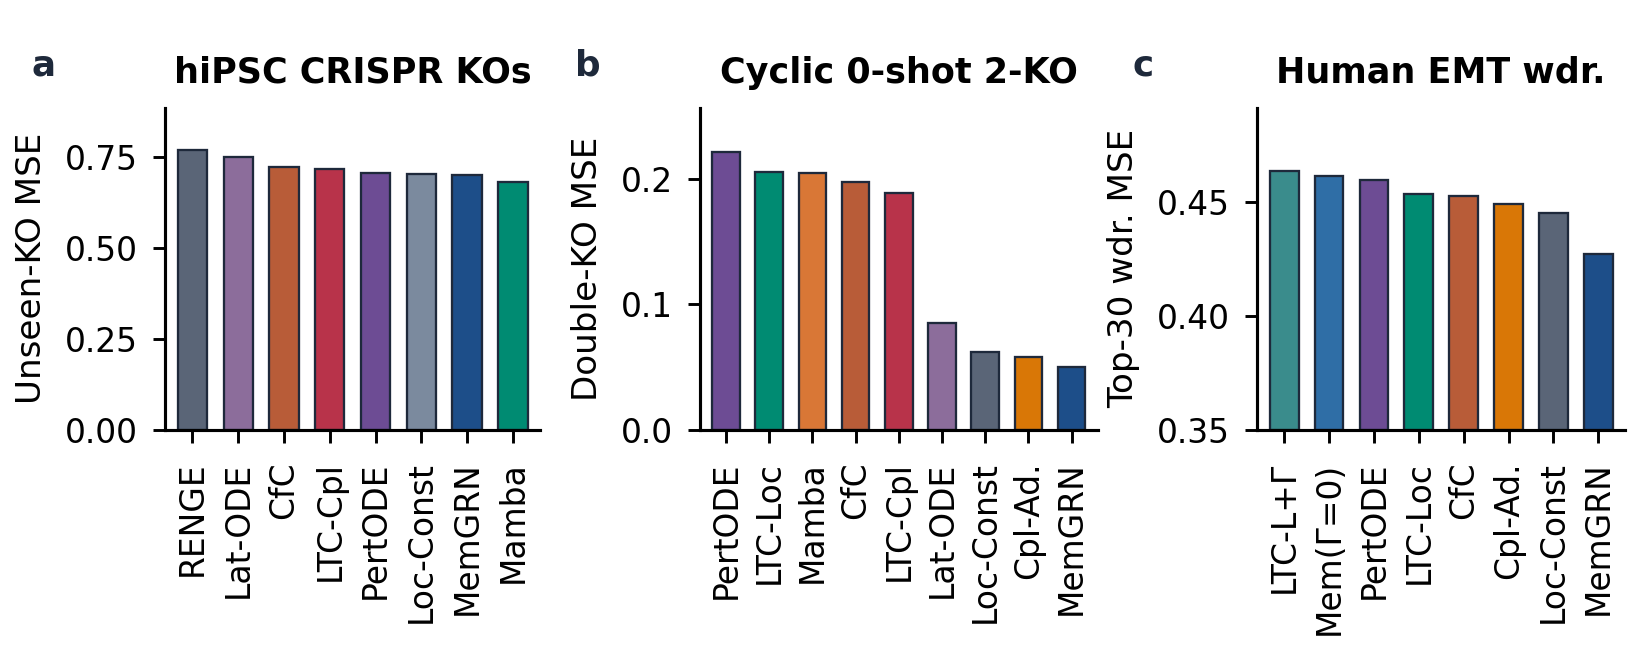 a
hiPSC CRISPR KOs
Unseen-KO MSE
0.75
0.50
0.25
0.00
RENGE
Lat-ODE
CfC
LTC-Cpl
PertODE
Loc-Const
MemGRN
Mamba
b
Cyclic 0-shot 2-KO
Double-KO MSE
0.2
0.1
0.0
PertODE
LTC-Loc
Mamba
CfC
LTC-Cpl
Lat-ODE
Loc-Const
Cpl-Ad.
MemGRN
c
Human EMT wdr.
Top-30 wdr. MSE
0.45
0.40
0.35
LTC-L+Γ
Mem(Γ=0)
PertODE
LTC-Loc
CfC
Cpl-Ad.
Loc-Const
MemGRN